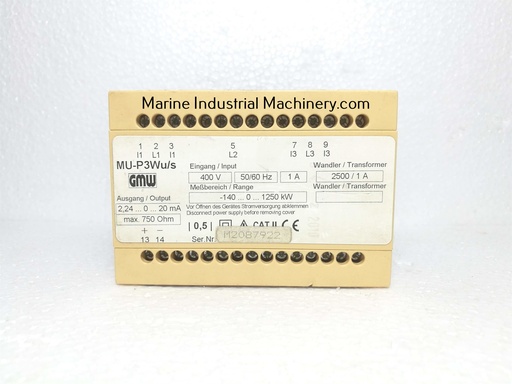 Marine Industrial Machinery.com
1 2 3 5 7 8 9
I1 L1 I1 L2 I3 L3 I3
MU-P3Wu/s
GMW
Eingang / Input
400 V 50/60 Hz 1 A
Wandler / Transformer
2500 / 1 A
Meßbereich / Range
-140 ... 0 ... 1250 kW
Wandler / Transformer
Ausgang / Output
2,24 ... 0 ... 20 mA
max. 750 Ohm
Vor Öffnen des Gerätes Stromversorgung abklemmen
Disconnect power supply before removing cover
0,5 CAT II CE
Ser.Nr M2087922
+ −
13 14